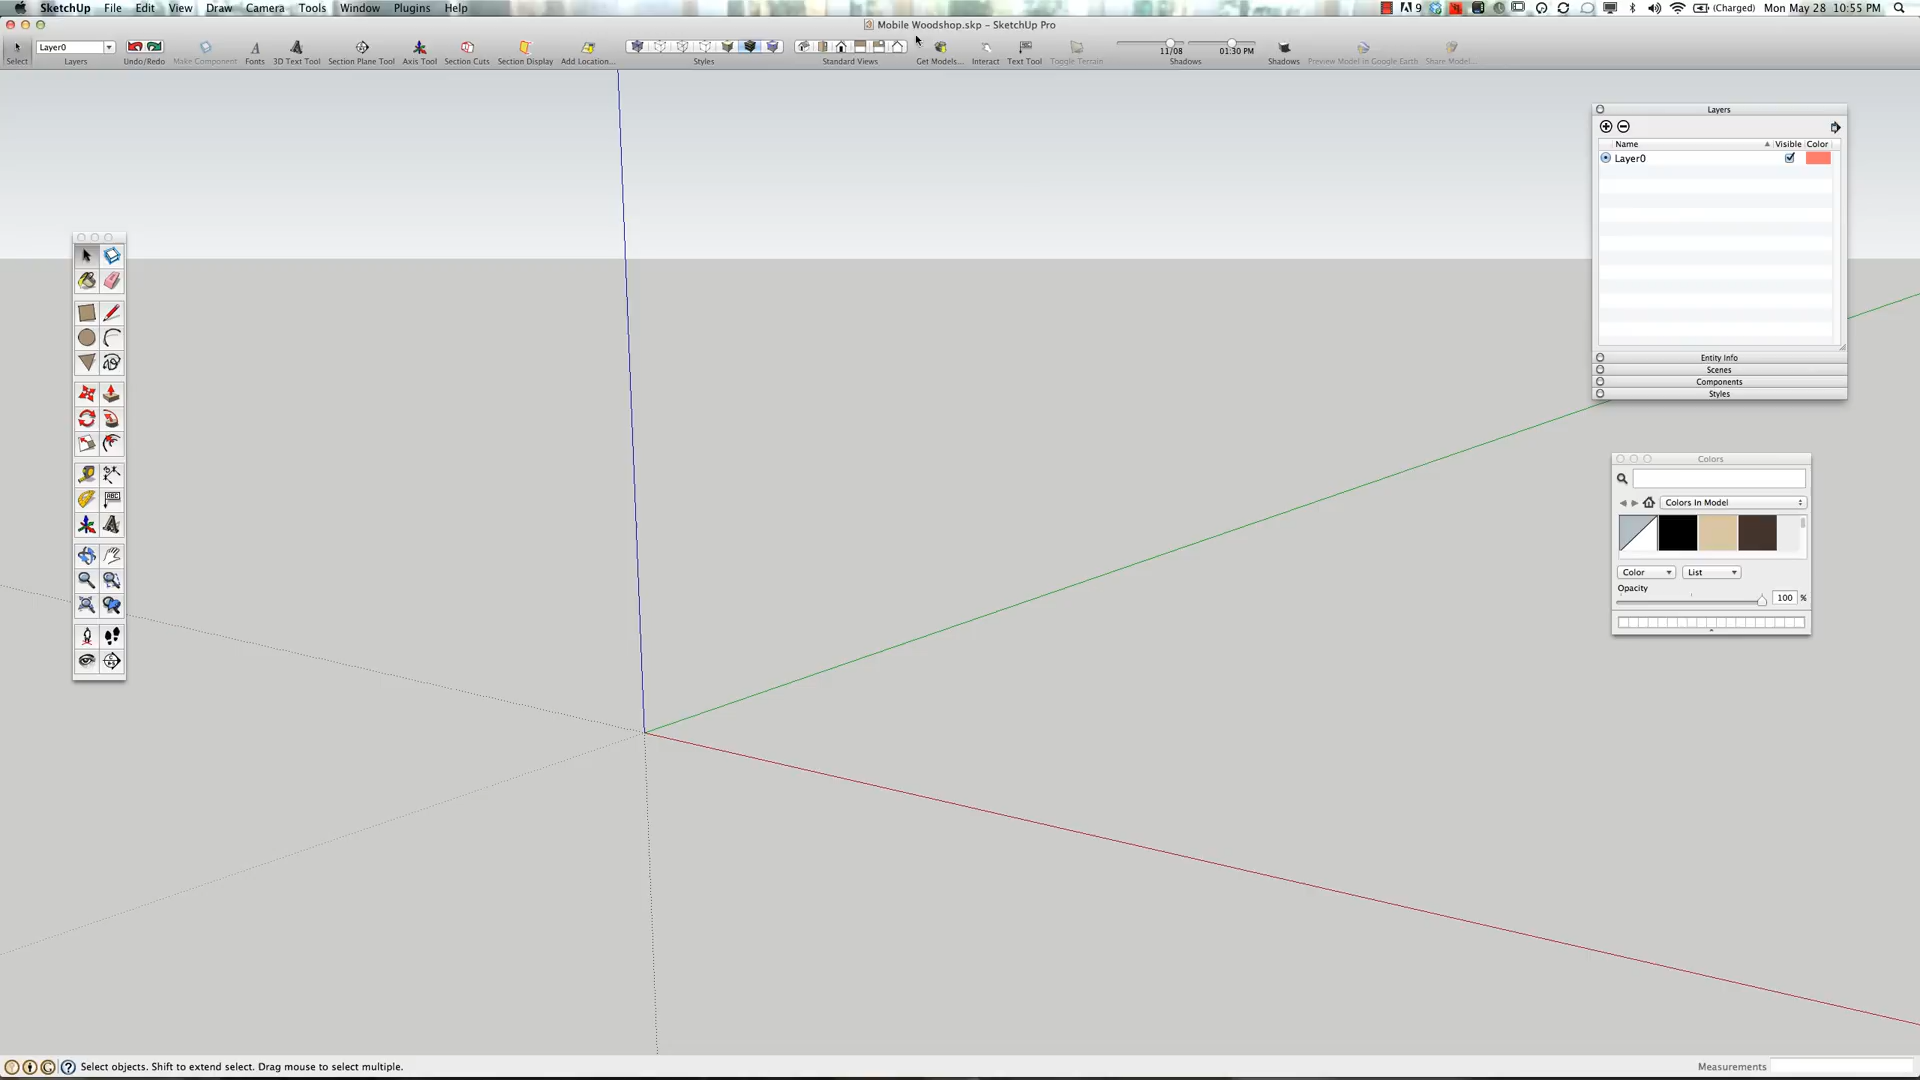 SketchUp File Edit View Draw Camera Tools Window Plugins Help 9 (Charged) Mon May 28 10:55 PM
Mobile Woodshop.skp – SketchUp Pro
Layer0 11/08 01:30 PM
Select Layers Undo/Redo Make Component Fonts 3D Text Tool Section Plane Tool Axis Tool Section Cuts Section Display Add Location... Styles Standard Views Get Models... Interact Text Tool Toggle Terrain Shadows Shadows Preview Model in Google Earth Share Model...
Layers
Name Visible Color
Layer0
Entity Info
Scenes
Components
Styles
Colors
Colors In Model
Color List
Opacity
100 %
ABC
Select objects. Shift to extend select. Drag mouse to select multiple. Measurements